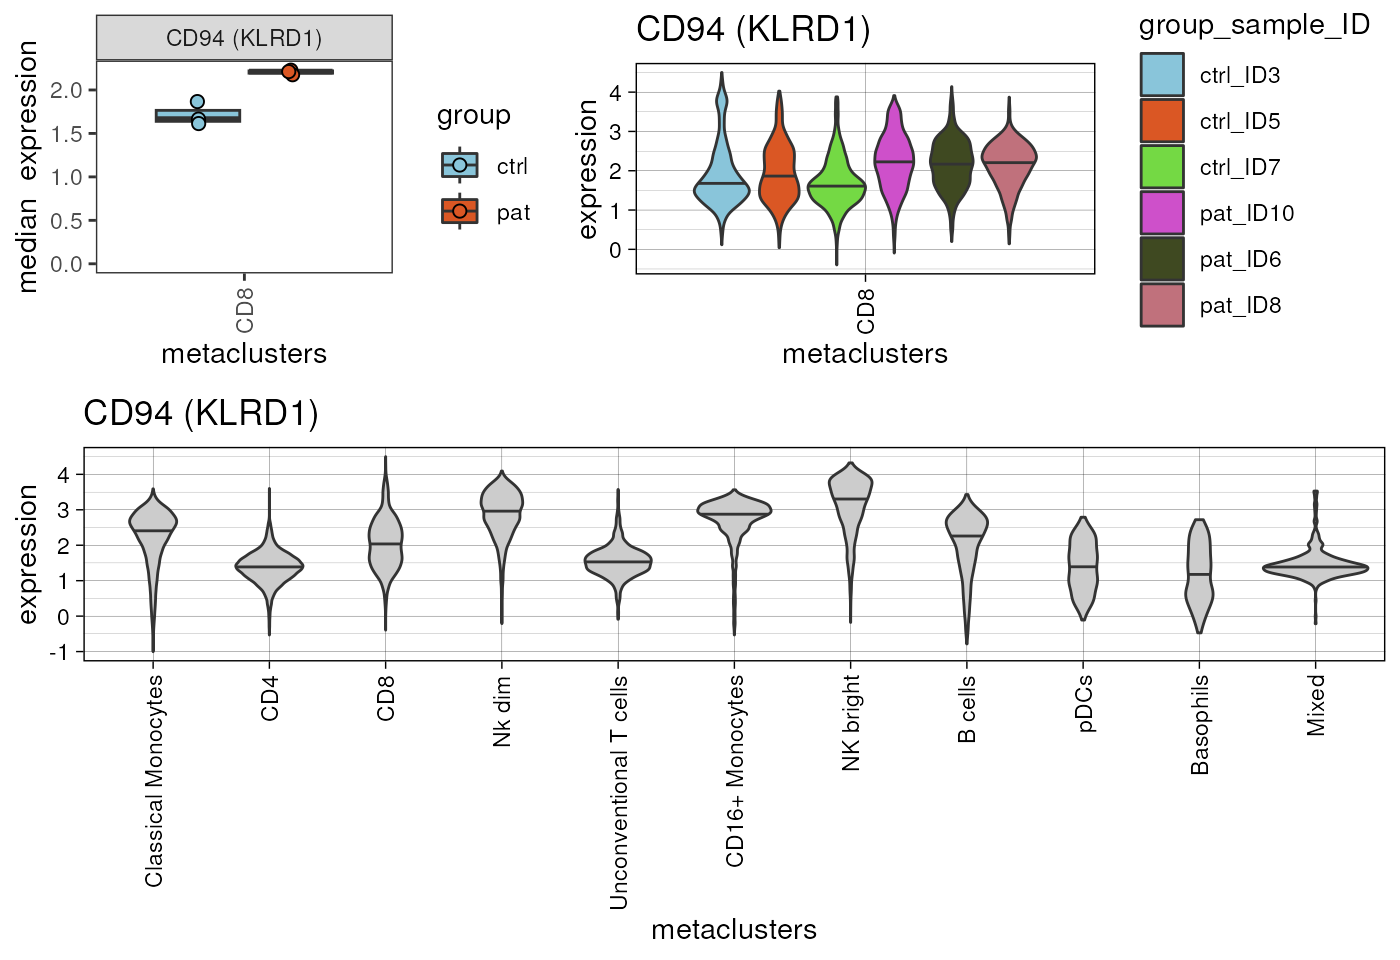 CD94 (KLRD1)
median expression
2.0
1.5
1.0
0.5
0.0
CD8
metaclusters
group
ctrl
pat
CD94 (KLRD1)
expression
4
3
2
1
0
CD8
metaclusters
group_sample_ID
ctrl_ID3
ctrl_ID5
ctrl_ID7
pat_ID10
pat_ID6
pat_ID8
CD94 (KLRD1)
expression
4
3
2
1
0
-1
Classical Monocytes
CD4
CD8
Nk dim
Unconventional T cells
CD16+ Monocytes
NK bright
B cells
pDCs
Basophils
Mixed
metaclusters